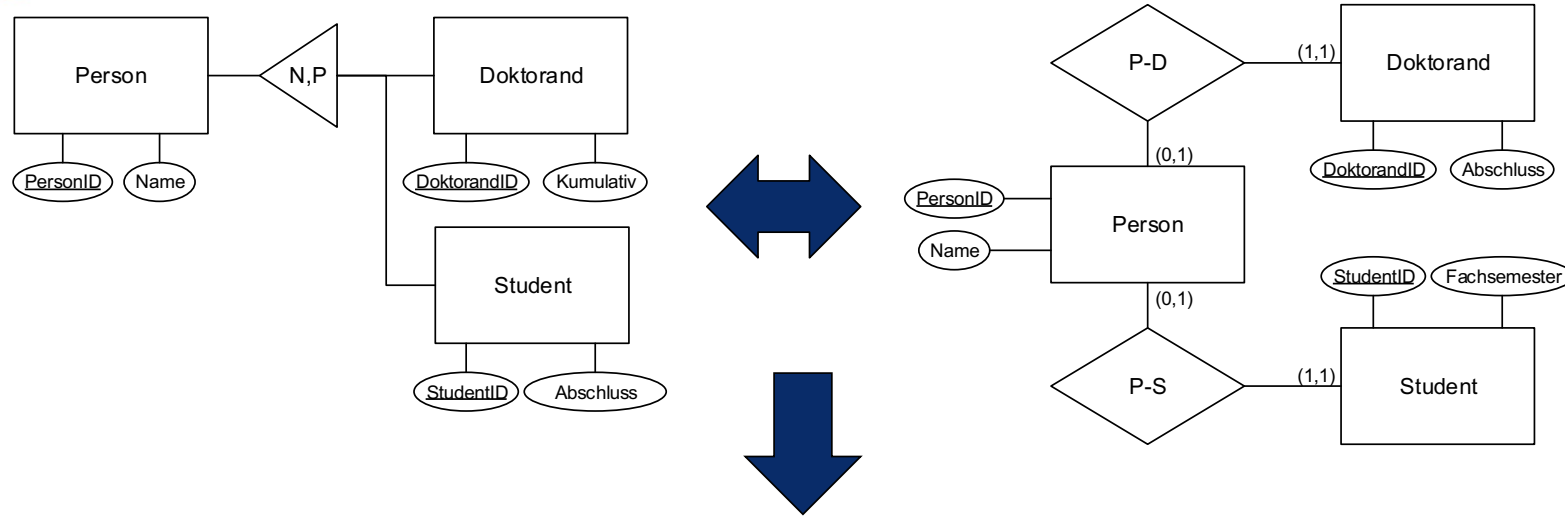 Person
N,P
Doktorand
PersonID
Name
DoktorandID
Kumulativ
Student
StudentID
Abschluss
P-D
(1,1)
Doktorand
(0,1)
DoktorandID
Abschluss
PersonID
Name
Person
(0,1)
StudentID
Fachsemester
P-S
(1,1)
Student